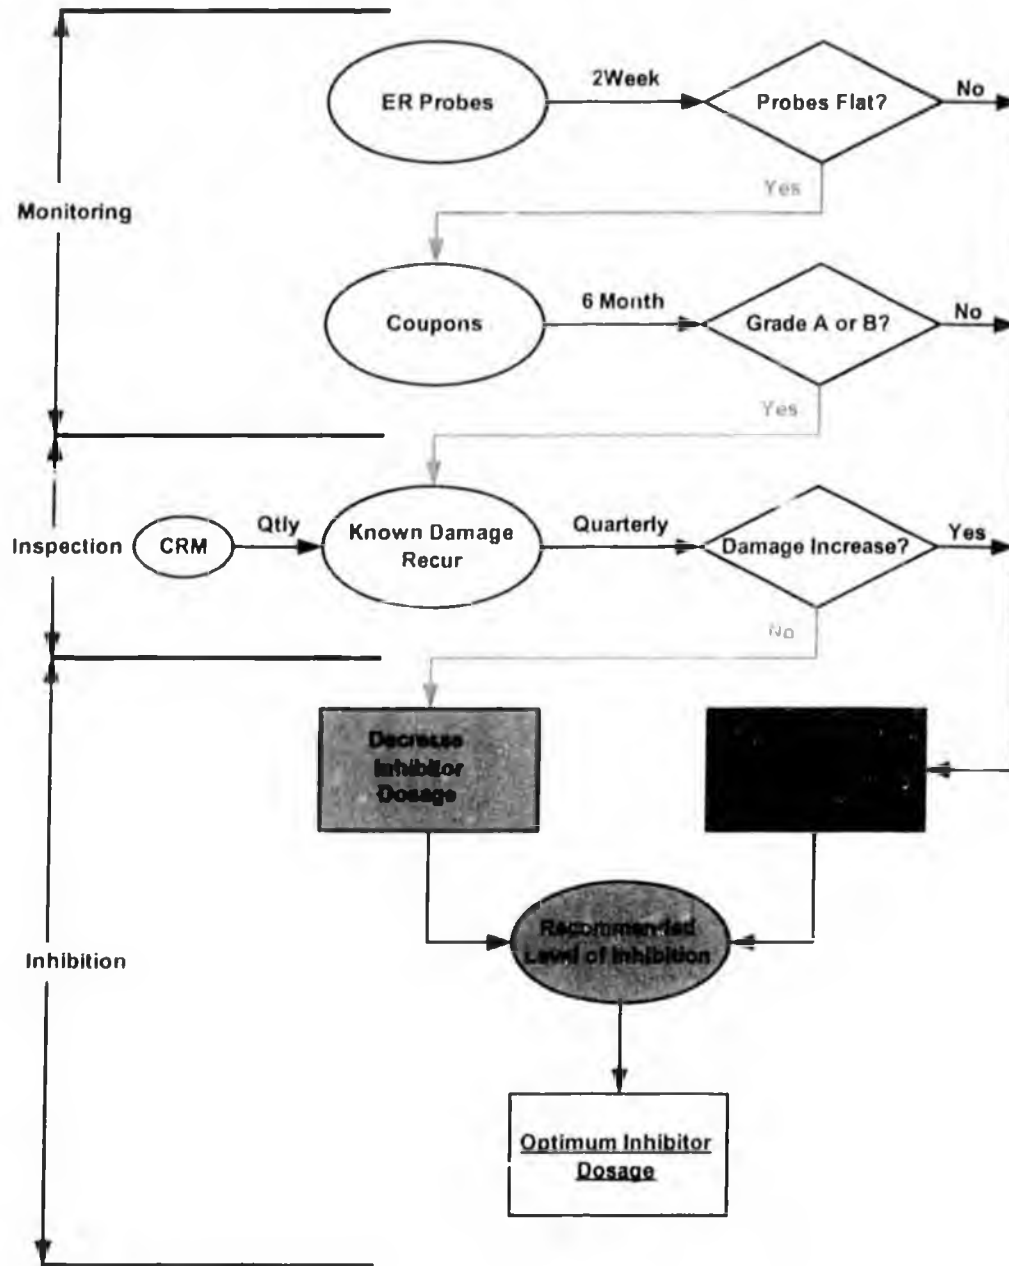 ER Probes
2Week
Probes Flat?
No
Yes
Monitoring
Coupons
6 Month
Grade A or B?
No
Yes
Inspection
CRM
Qtly
Known Damage
Recur
Quarterly
Damage Increase?
Yes
No
Decrease
Inhibitor
Dosage
Recommended
Level of Inhibition
Inhibition
Optimum Inhibitor
Dosage